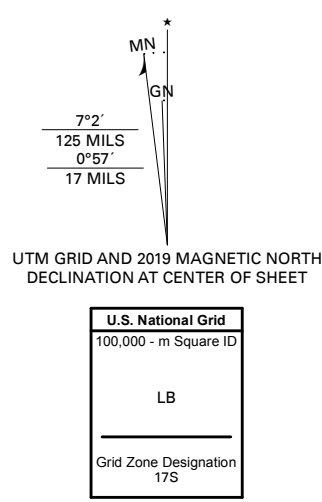 MN
GN
7°2´
125 MILS
0°57´
17 MILS
UTM GRID AND 2019 MAGNETIC NORTH
DECLINATION AT CENTER OF SHEET
U.S. National Grid
100,000 - m Square ID
LB
Grid Zone Designation
17S